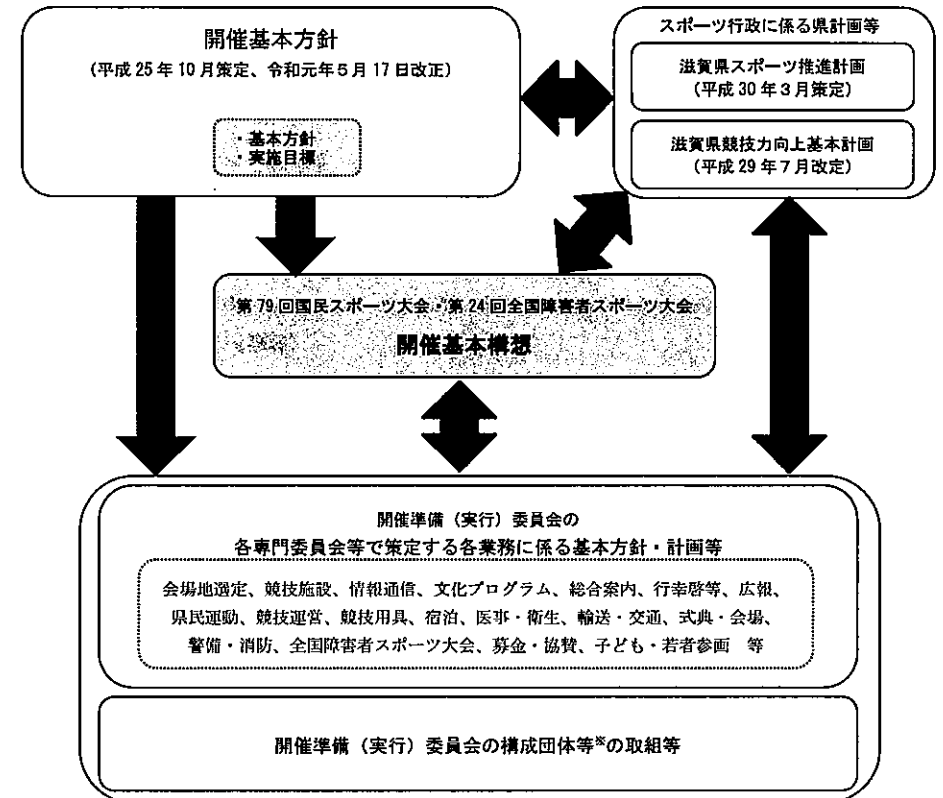 開催基本方針
(平成25年10月策定、令和元年5月17日改正)
・基本方針
・実施目標
スポーツ行政に係る県計画等
滋賀県スポーツ推進計画
(平成30年3月策定)
滋賀県競技力向上基本計画
(平成29年7月改定)
第79回国民スポーツ大会・第24回全国障害者スポーツ大会
開催基本構想
開催準備(実行)委員会の
各専門委員会等で策定する各業務に係る基本方針・計画等
会場地選定、競技施設、情報通信、文化プログラム、総合案内、行幸啓等、広報、
県民運動、競技運営、競技用具、宿泊、医事・衛生、輸送・交通、式典・会場、
警備・消防、全国障害者スポーツ大会、募金・協賛、子ども・若者参画 等
開催準備(実行)委員会の構成団体等※の取組等